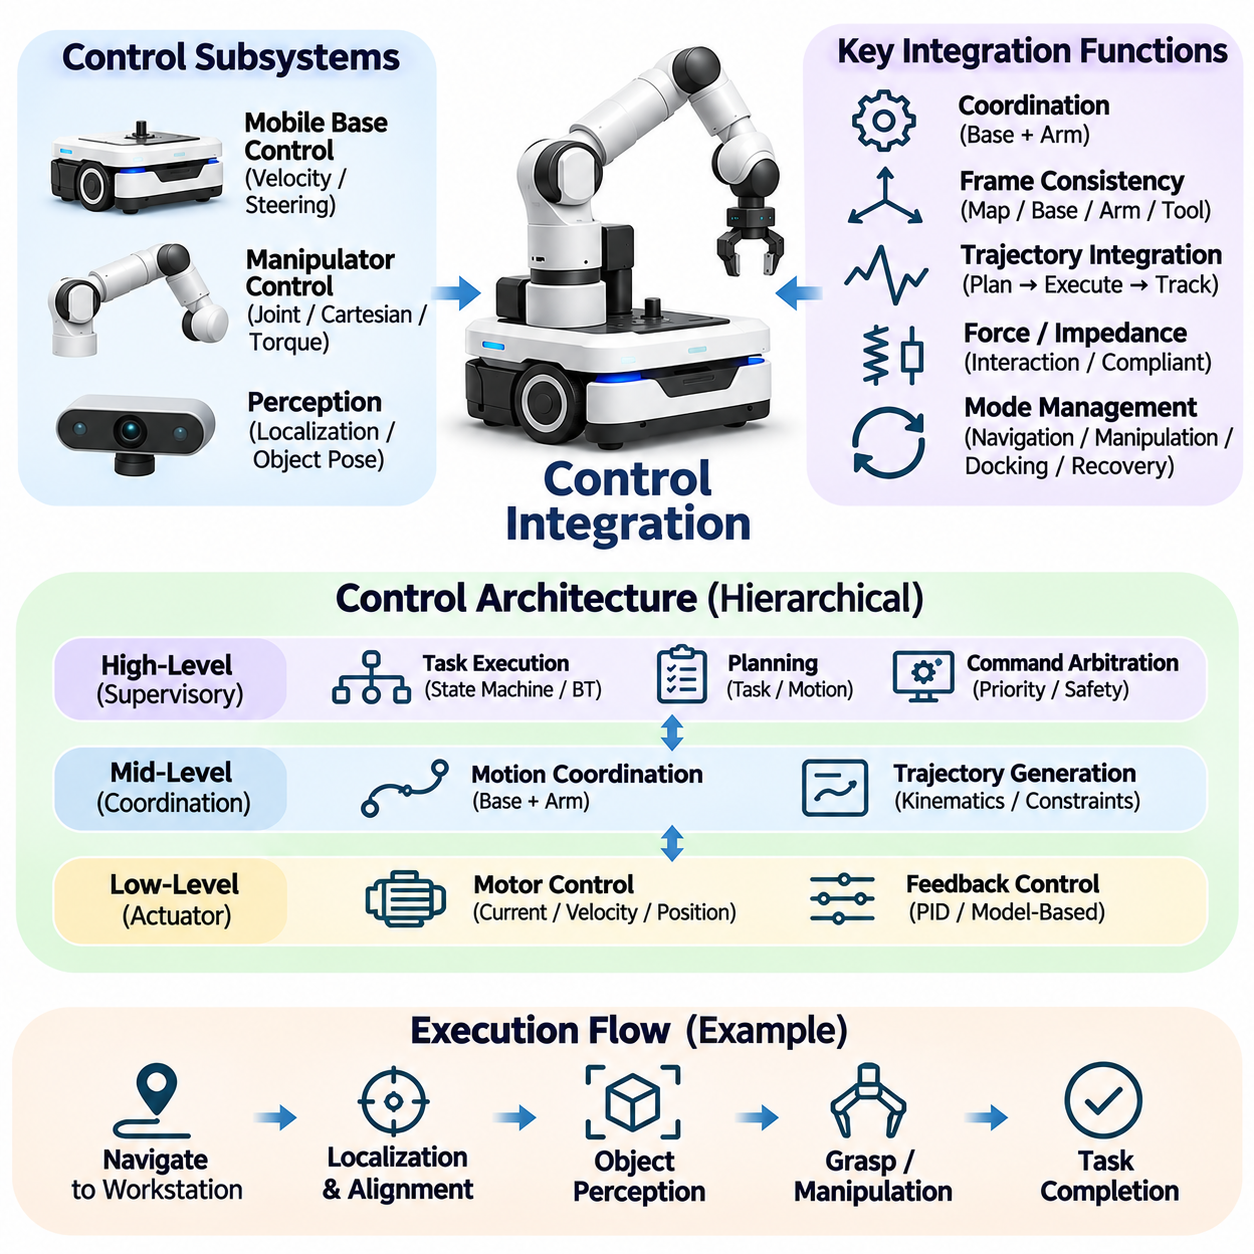 Control Subsystems
Mobile Base
Control
(Velocity /
Steering)
Manipulator
Control
(Joint / Cartesian /
Torque)
Perception
(Localization /
Object Pose)
Control
Integration
Key Integration Functions
Coordination
(Base + Arm)
Frame Consistency
(Map / Base / Arm / Tool)
Trajectory Integration
(Plan → Execute → Track)
Force / Impedance
(Interaction / Compliant)
Mode Management
(Navigation / Manipulation /
Docking / Recovery)
Control Architecture (Hierarchical)
High-Level
(Supervisory)
Task Execution
(State Machine / BT)
Planning
(Task / Motion)
Command Arbitration
(Priority / Safety)
Mid-Level
(Coordination)
Motion Coordination
(Base + Arm)
Trajectory Generation
(Kinematics / Constraints)
Low-Level
(Actuator)
Motor Control
(Current / Velocity / Position)
Feedback Control
(PID / Model-Based)
Execution Flow (Example)
Navigate
to Workstation
Localization
& Alignment
Object
Perception
Grasp /
Manipulation
Task
Completion